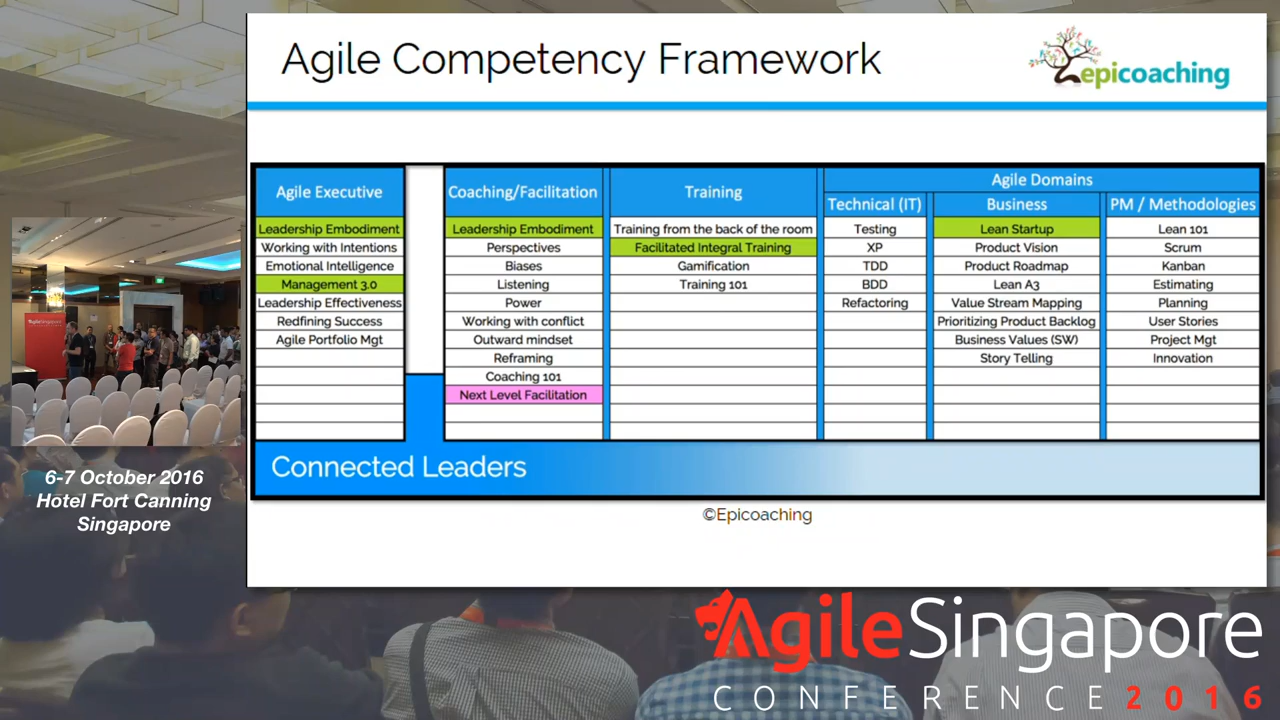 Agile Competency Framework
epicoaching
Agile Executive
Leadership Embodiment
Working with Intentions
Emotional Intelligence
Management 3.0
Leadership Effectiveness
Redfining Success
Agile Portfolio Mgt
Coaching/Facilitation
Leadership Embodiment
Perspectives
Biases
Listening
Power
Working with conflict
Outward mindset
Reframing
Coaching 101
Next Level Facilitation
Training
Training from the back of the room
Facilitated Integral Training
Gamification
Training 101
Agile Domains
Technical (IT)
Testing
XP
TDD
BDD
Refactoring
Business
Lean Startup
Product Vision
Product Roadmap
Lean A3
Value Stream Mapping
Prioritizing Product Backlog
Business Values (SW)
Story Telling
PM / Methodologies
Lean 101
Scrum
Kanban
Estimating
Planning
User Stories
Project Mgt
Innovation
Connected Leaders
©Epicoaching
6-7 October 2016
Hotel Fort Canning
Singapore
AgileSingapore
CONFERENCE 2016